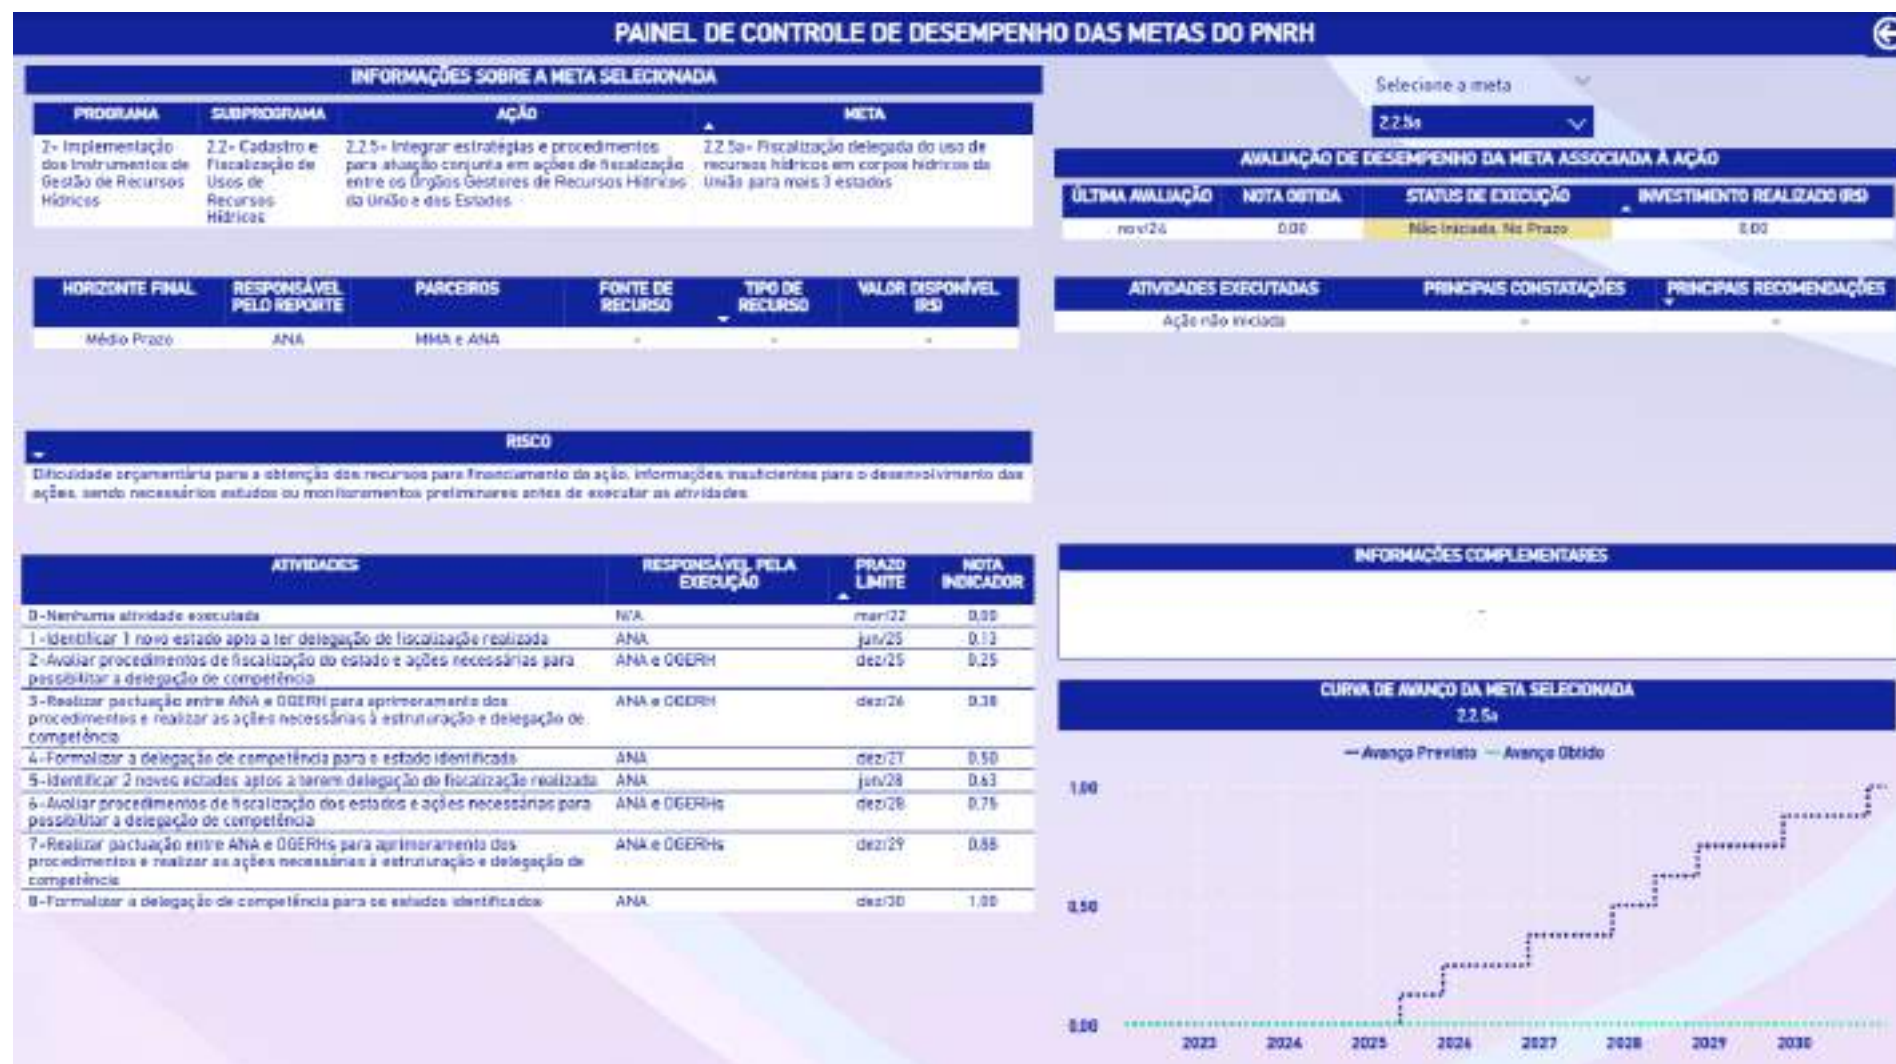 PAINEL DE CONTROLE DE DESEMPENHO DAS METAS DO PNRH
INFORMAÇÕES SOBRE A META SELECIONADA
PROGRAMA SUBPROGRAMA AÇÃO META
2- Implementação dos Instrumentos de Gestão de Recursos Hídricos
2.2- Cadastro e Fiscalização de Usos de Recursos Hídricos
2.2.5- Integrar estratégias e procedimentos para atuação conjunta em ações de fiscalização entre os Órgãos Gestores de Recursos Hídricos da União e dos Estados
2.2.5a- Fiscalização delegada do uso de recursos hídricos em corpos hídricos da União para mais 3 estados
Selecione a meta
2.2.5a
AVALIAÇÃO DE DESEMPENHO DA META ASSOCIADA À AÇÃO
ÚLTIMA AVALIAÇÃO NOTA OBTIDA STATUS DE EXECUÇÃO INVESTIMENTO REALIZADO (R$)
nov/24 0,00 Não Iniciada. No Prazo 0,00
HORIZONTE FINAL RESPONSÁVEL PELO REPORTE PARCEIROS FONTE DE RECURSO TIPO DE RECURSO VALOR DISPONÍVEL (R$)
Médio Prazo ANA MMA e ANA - - -
ATIVIDADES EXECUTADAS PRINCIPAIS CONSTATAÇÕES PRINCIPAIS RECOMENDAÇÕES
Ação não iniciada - -
RISCO
Dificuldade orçamentária para a obtenção dos recursos para financiamento da ação, informações insuficientes para o desenvolvimento das
ações, sendo necessários estudos ou monitoramentos preliminares antes de executar as atividades
ATIVIDADES RESPONSÁVEL PELA EXECUÇÃO PRAZO LIMITE NOTA INDICADOR
0-Nenhuma atividade executada N/A mar/22 0,00
1-Identificar 1 novo estado apto a ter delegação de fiscalização realizada ANA jun/25 0,13
2-Avaliar procedimentos de fiscalização do estado e ações necessárias para ANA e OGERH dez/25 0,25
possibilitar a delegação de competência
3-Realizar pactuação entre ANA e OGERH para aprimoramento dos ANA e OGERH dez/26 0,38
procedimentos e realizar as ações necessárias à estruturação e delegação de
competência
4-Formalizar a delegação de competência para o estado identificado ANA dez/27 0,50
5-Identificar 2 novos estados aptos a terem delegação de fiscalização realizada ANA jun/28 0,63
6-Avaliar procedimentos de fiscalização dos estados e ações necessárias para ANA e OGERHs dez/28 0,75
possibilitar a delegação de competência
7-Realizar pactuação entre ANA e OGERHs para aprimoramento dos ANA e OGERHs dez/29 0,88
procedimentos e realizar as ações necessárias à estruturação e delegação de
competência
8-Formalizar a delegação de competência para os estados identificados ANA dez/30 1,00
INFORMAÇÕES COMPLEMENTARES
-
CURVA DE AVANÇO DA META SELECIONADA
2.2.5a
Avanço Previsto Avanço Obtido
1,00
0,50
0,00
2023 2024 2025 2026 2027 2028 2029 2030